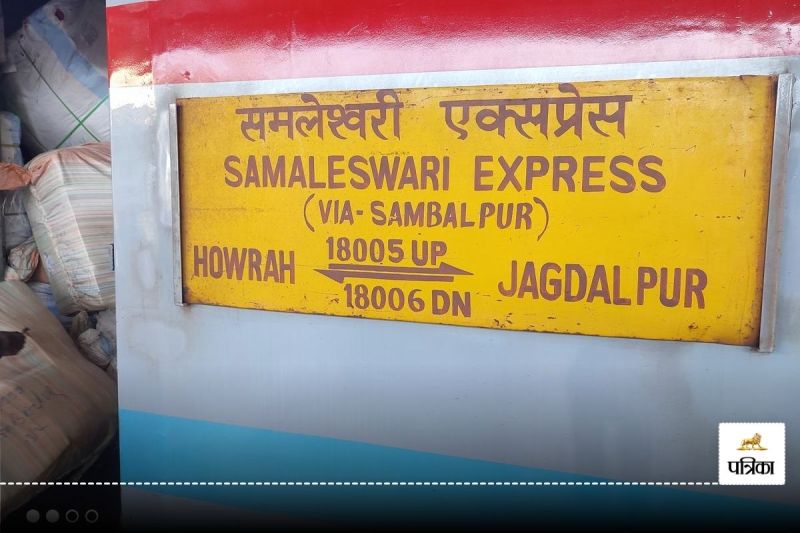 समलेश्वरी एक्सप्रेस
SAMALESWARI EXPRESS
(VIA-SAMBALPUR)
18005 UP
HOWRAH JAGDALPUR
18006 DN
पत्रिका